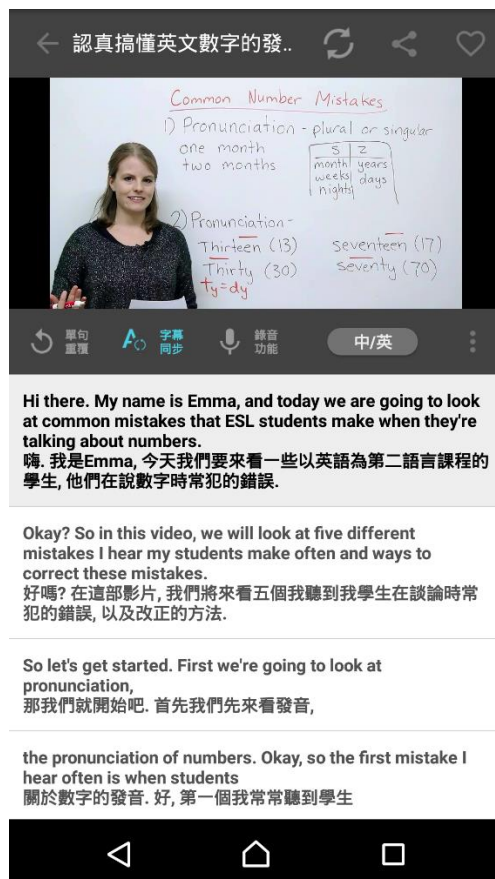 認真搞懂英文數字的發..
Common Number Mistakes
1) Pronunciation - plural or singular
one month
two months
S Z
month years
weeks days
nights
2) Pronunciation -
Thirteen (13) seventeen (17)
Thirty (30) seventy (70)
ty=dy
單句
重覆
字幕
同步
錄音
功能
中/英
Hi there. My name is Emma, and today we are going to look
at common mistakes that ESL students make when they're
talking about numbers.
嗨. 我是Emma, 今天我們要來看一些以英語為第二語言課程的
學生, 他們在說數字時常犯的錯誤.
Okay? So in this video, we will look at five different
mistakes I hear my students make often and ways to
correct these mistakes.
好嗎? 在這部影片, 我們將來看五個我聽到我學生在談論時常
犯的錯誤, 以及改正的方法.
So let's get started. First we're going to look at
pronunciation,
那我們就開始吧. 首先我們先來看發音,
the pronunciation of numbers. Okay, so the first mistake I
hear often is when students
關於數字的發音. 好, 第一個我常常聽到學生